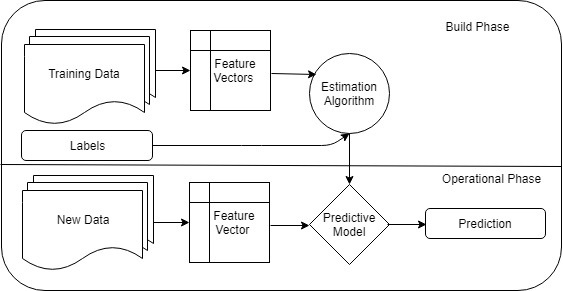 Build Phase
Training Data
Feature
Vectors
Estimation
Algorithm
Labels
Operational Phase
New Data
Feature
Vector
Predictive
Model
Prediction